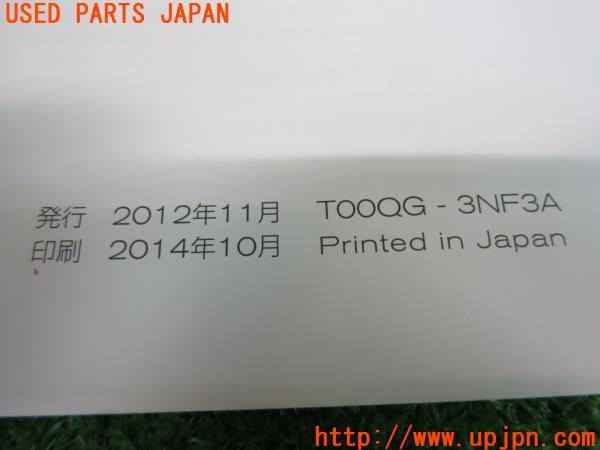 USED PARTS JAPAN
発行 2012年11月 T00QG - 3NF3A
印刷 2014年10月 Printed in Japan
http://www.upjpn.com/